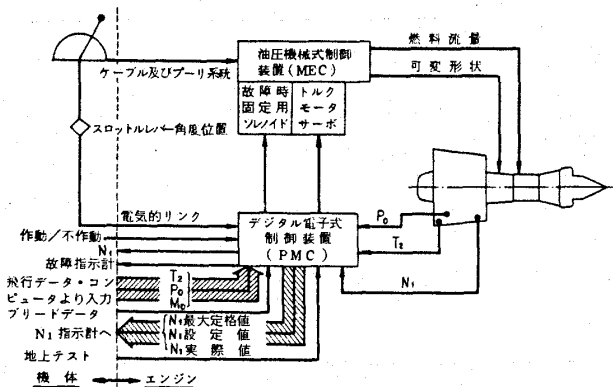 燃料流量
油圧機械式制御
装置(MEC)
ケーブル及びプーリ系統
可変形状
故障時
固定用
ソレノイド
トルク
モータ
サーボ
スロットルレバー角度位置
電気的リンク
デジタル電子式
制御装置
(PMC)
P₀
T₂
N₁
作動/不作動
N₁
故障指示計
飛行データ・コン
ピュータより入力
T₂
P₀
M₀
ブリードデータ
N₁指示計へ
N₁最大定格値
N₁設定値
N₁実際値
地上テスト
機体
エンジン